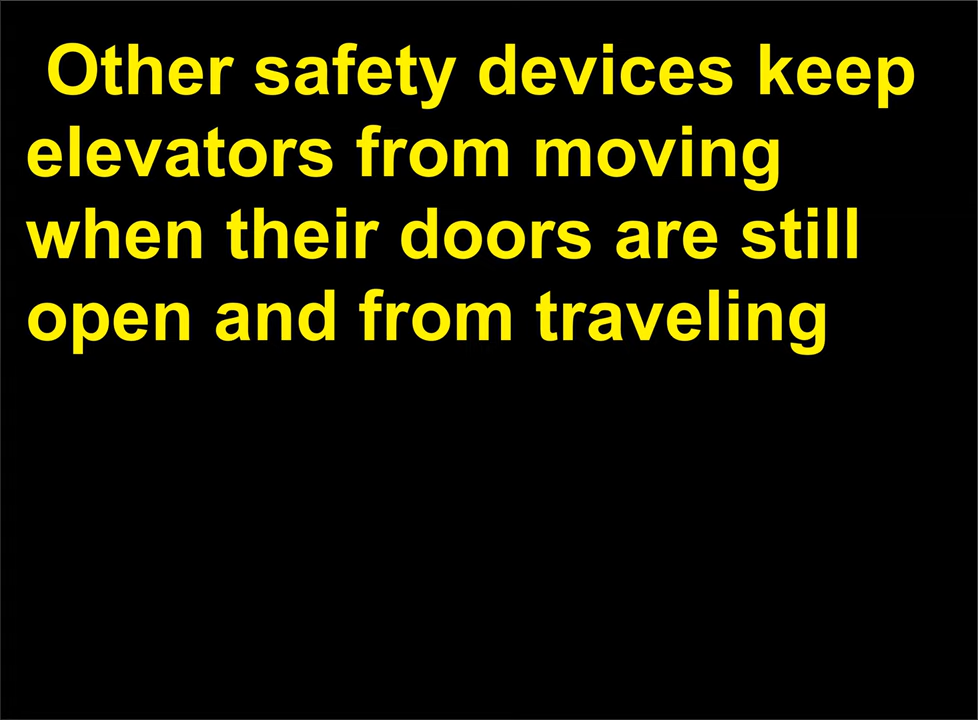 Other safety devices keep
elevators from moving
when their doors are still
open and from traveling